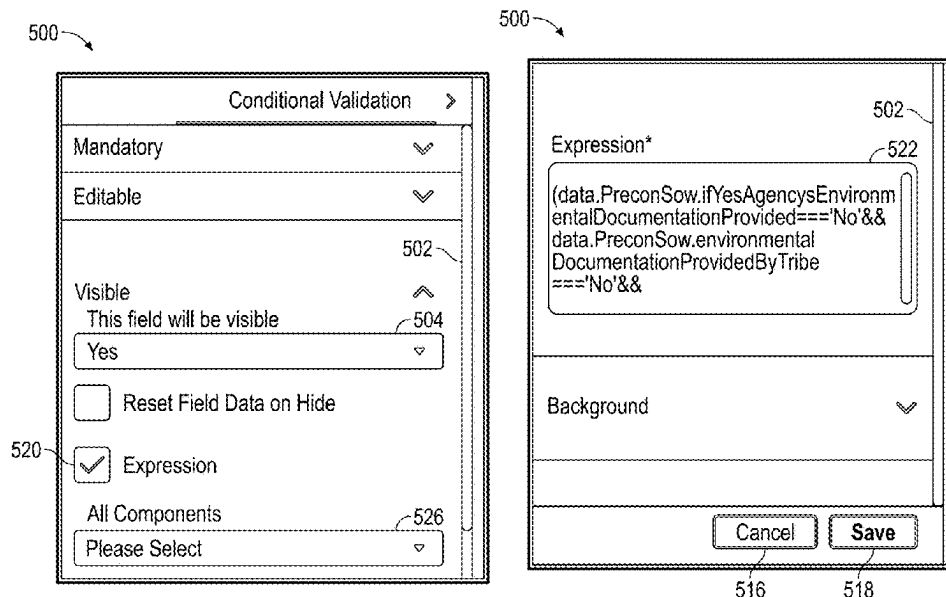 500
Conditional Validation
Mandatory
Editable
502
Visible
This field will be visible
504
Yes
Reset Field Data on Hide
520
Expression
All Components
526
Please Select
500
502
Expression*
522
(data.PreconSow.ifYesAgencysEnvironm
entalDocumentationProvided==='No'&&
data.PreconSow.environmental
DocumentationProvidedByTribe
==='No'&&
Background
Cancel
Save
516
518